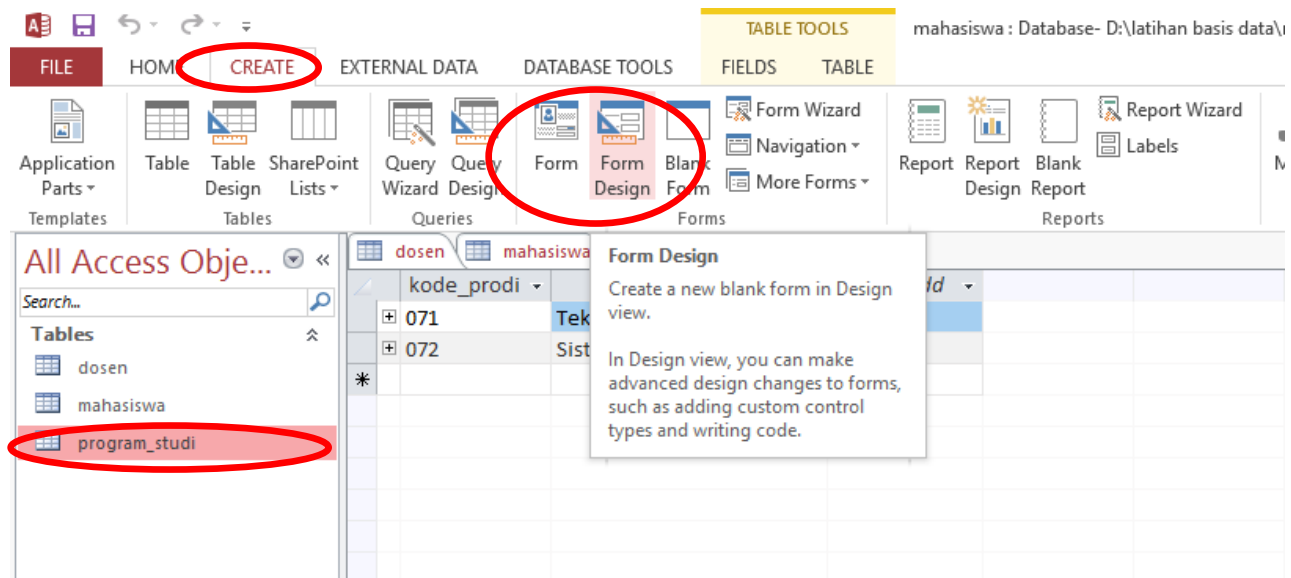 TABLE TOOLS
mahasiswa : Database- D:\latihan basis data\
FILE HOME CREATE EXTERNAL DATA DATABASE TOOLS FIELDS TABLE
Application Parts
Table
Table Design
SharePoint Lists
Query Wizard
Query Design
Form
Form Design
Blank Form
Form Wizard
Navigation
More Forms
Report
Report Design
Blank Report
Report Wizard
Labels
M
Templates Tables Queries Forms Reports
All Access Obje... «
Search...
Tables
dosen
mahasiswa
program_studi
dosen mahasiswa
kode_prodi dd
071 Tek
072 Sist
Form Design
Create a new blank form in Design
view.
In Design view, you can make
advanced design changes to forms,
such as adding custom control
types and writing code.